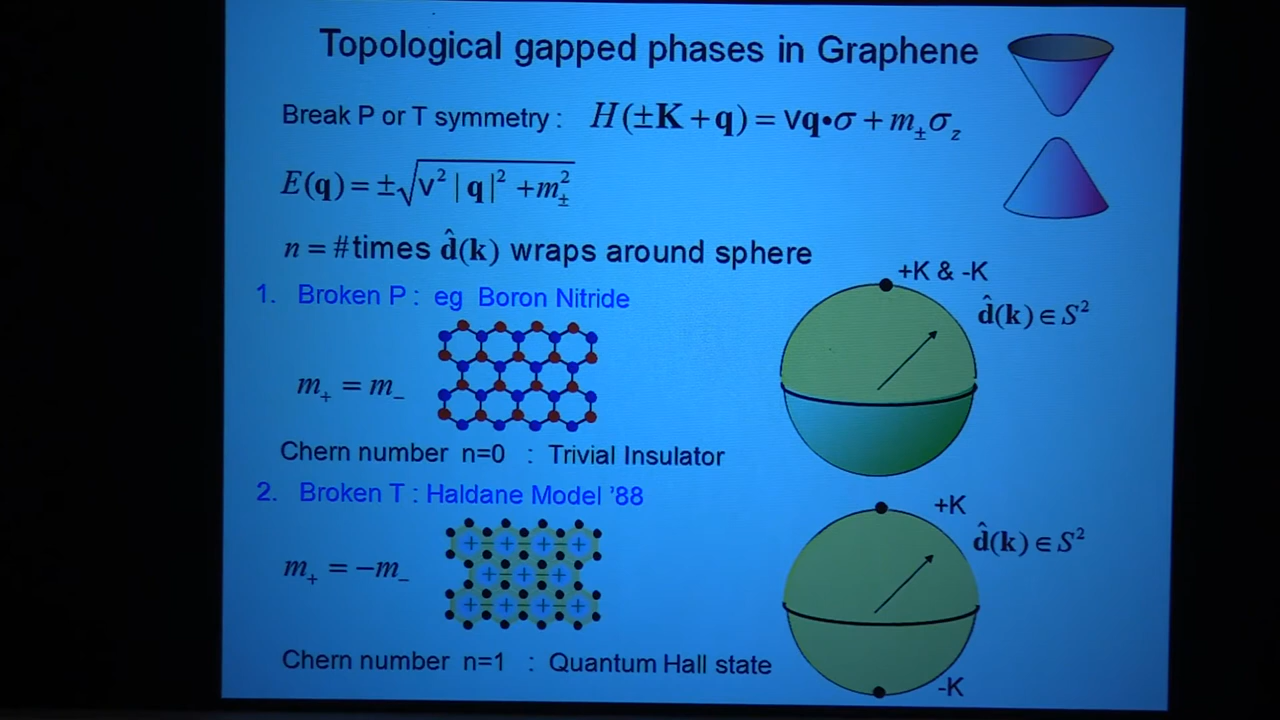 Topological gapped phases in Graphene
Break P or T symmetry : H(±K+q) = vq•σ + m±σz
E(q) = ±√v² |q|² + m±²
n = #times d̂(k) wraps around sphere
+K & -K
1. Broken P : eg Boron Nitride
d̂(k) ∈ S²
m₊ = m₋
Chern number n=0 : Trivial Insulator
2. Broken T : Haldane Model '88
+K
+ − + − + − +
d̂(k) ∈ S²
m₊ = −m₋
+ − + − +
+ − + − + − +
Chern number n=1 : Quantum Hall state
-K